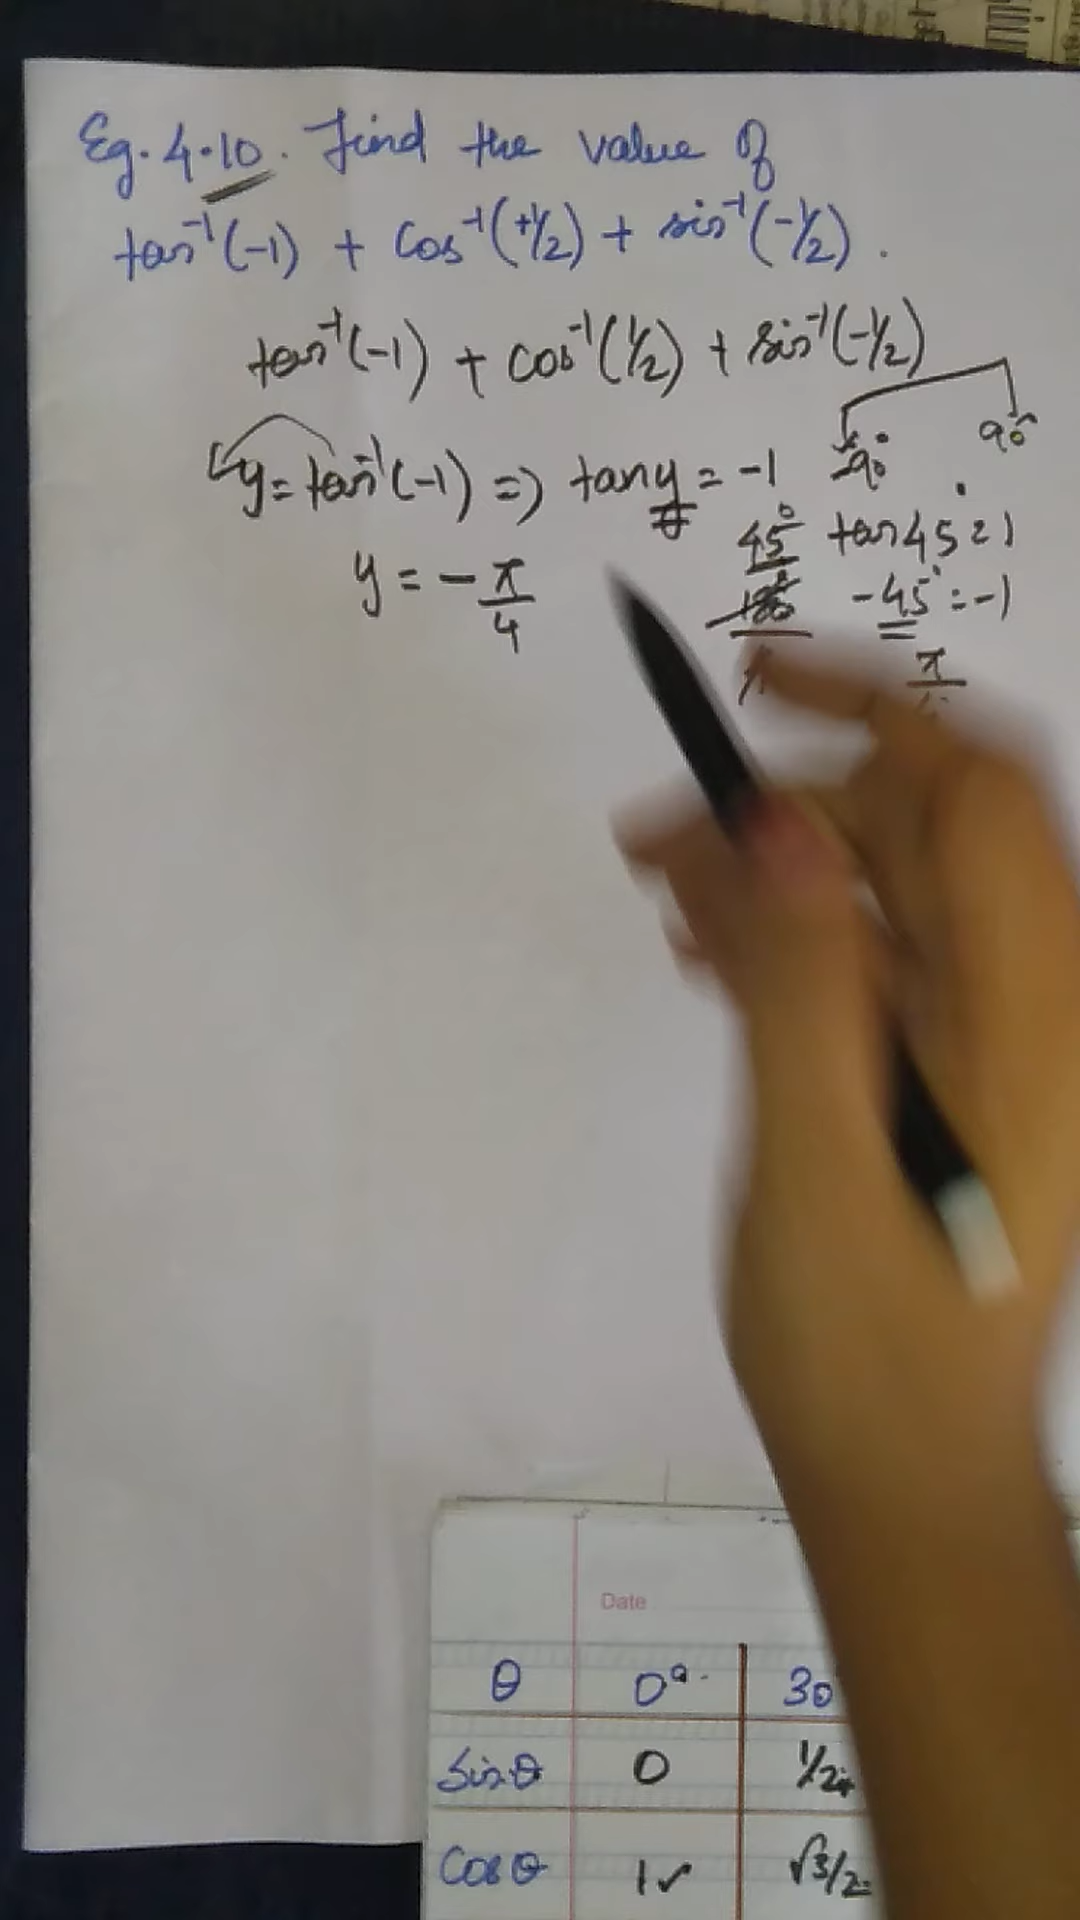 Eg. 4.10. Find the value of
tan⁻¹(-1) + Cos⁻¹(+1/2) + sin⁻¹(-1/2).
tan⁻¹(-1) + cos⁻¹(1/2) + sin⁻¹(-1/2)
-90° 90°
y = tan⁻¹(-1) => tan y = -1
45° tan 45 = 1
y = -π/4
-45° = -1
π
Date
θ 0° 30
Sin θ 0 1/2
Cos θ 1 ✓ √3/2